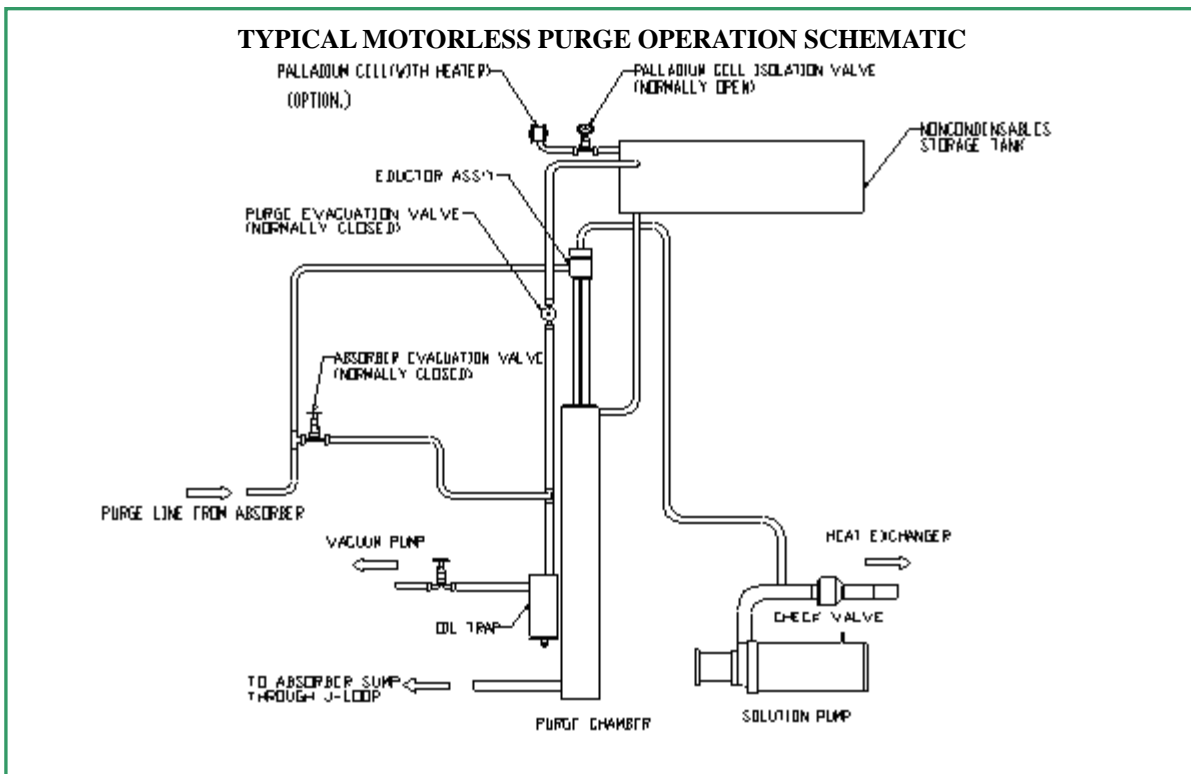 TYPICAL MOTORLESS PURGE OPERATION SCHEMATIC
PALLADIUM CELL(WITH HEATER)
(OPTION.)
PALLADIUM CELL ISOLATION VALVE
(NORMALLY OPEN)
NONCONDENSABLES
STORAGE TANK
EDUCTOR ASS'Y
PURGE EVACUATION VALVE
(NORMALLY CLOSED)
ABSORBER EVACUATION VALVE
(NORMALLY CLOSED)
PURGE LINE FROM ABSORBER
VACUUM PUMP
HEAT EXCHANGER
OIL TRAP
CHECK VALVE
TO ABSORBER SUMP
THROUGH J-LOOP
PURGE CHAMBER
SOLUTION PUMP